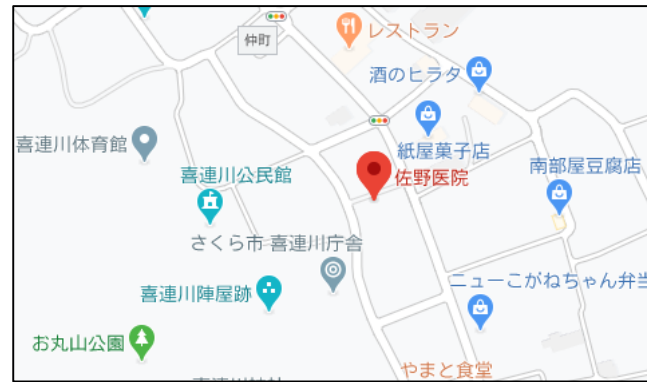 レストラン
仲町
酒のヒラタ
喜連川体育館
紙屋菓子店
喜連川公民館
佐野医院
南部屋豆腐店
さくら市 喜連川庁舎
喜連川陣屋跡
ニューこがねちゃん弁当
お丸山公園
やまと食堂